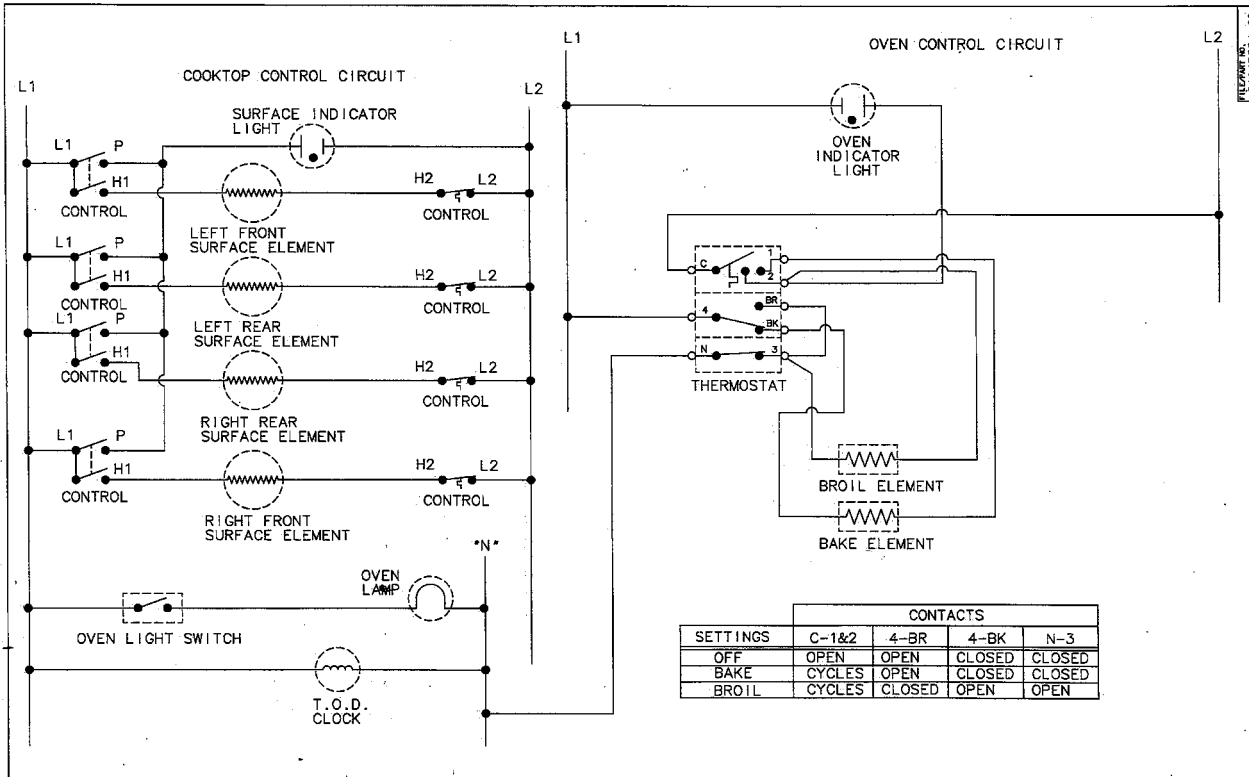 FILE/PART NO.
COOKTOP CONTROL CIRCUIT
L1
L2
SURFACE INDICATOR
LIGHT
L1
P
H1
CONTROL
H2
L2
CONTROL
LEFT FRONT
SURFACE ELEMENT
L1
P
H1
CONTROL
H2
L2
CONTROL
LEFT REAR
SURFACE ELEMENT
L1
P
H1
CONTROL
H2
L2
CONTROL
RIGHT REAR
SURFACE ELEMENT
L1
P
H1
CONTROL
H2
L2
CONTROL
RIGHT FRONT
SURFACE ELEMENT
"N"
OVEN
LAMP
OVEN LIGHT SWITCH
T.O.D.
CLOCK
OVEN CONTROL CIRCUIT
L1
L2
OVEN
INDICATOR
LIGHT
C
1
2
BR
4
BK
N
3
THERMOSTAT
BROIL ELEMENT
BAKE ELEMENT
CONTACTS
SETTINGS C-1&2 4-BR 4-BK N-3
OFF OPEN OPEN CLOSED CLOSED
BAKE CYCLES OPEN CLOSED CLOSED
BROIL CYCLES CLOSED OPEN OPEN